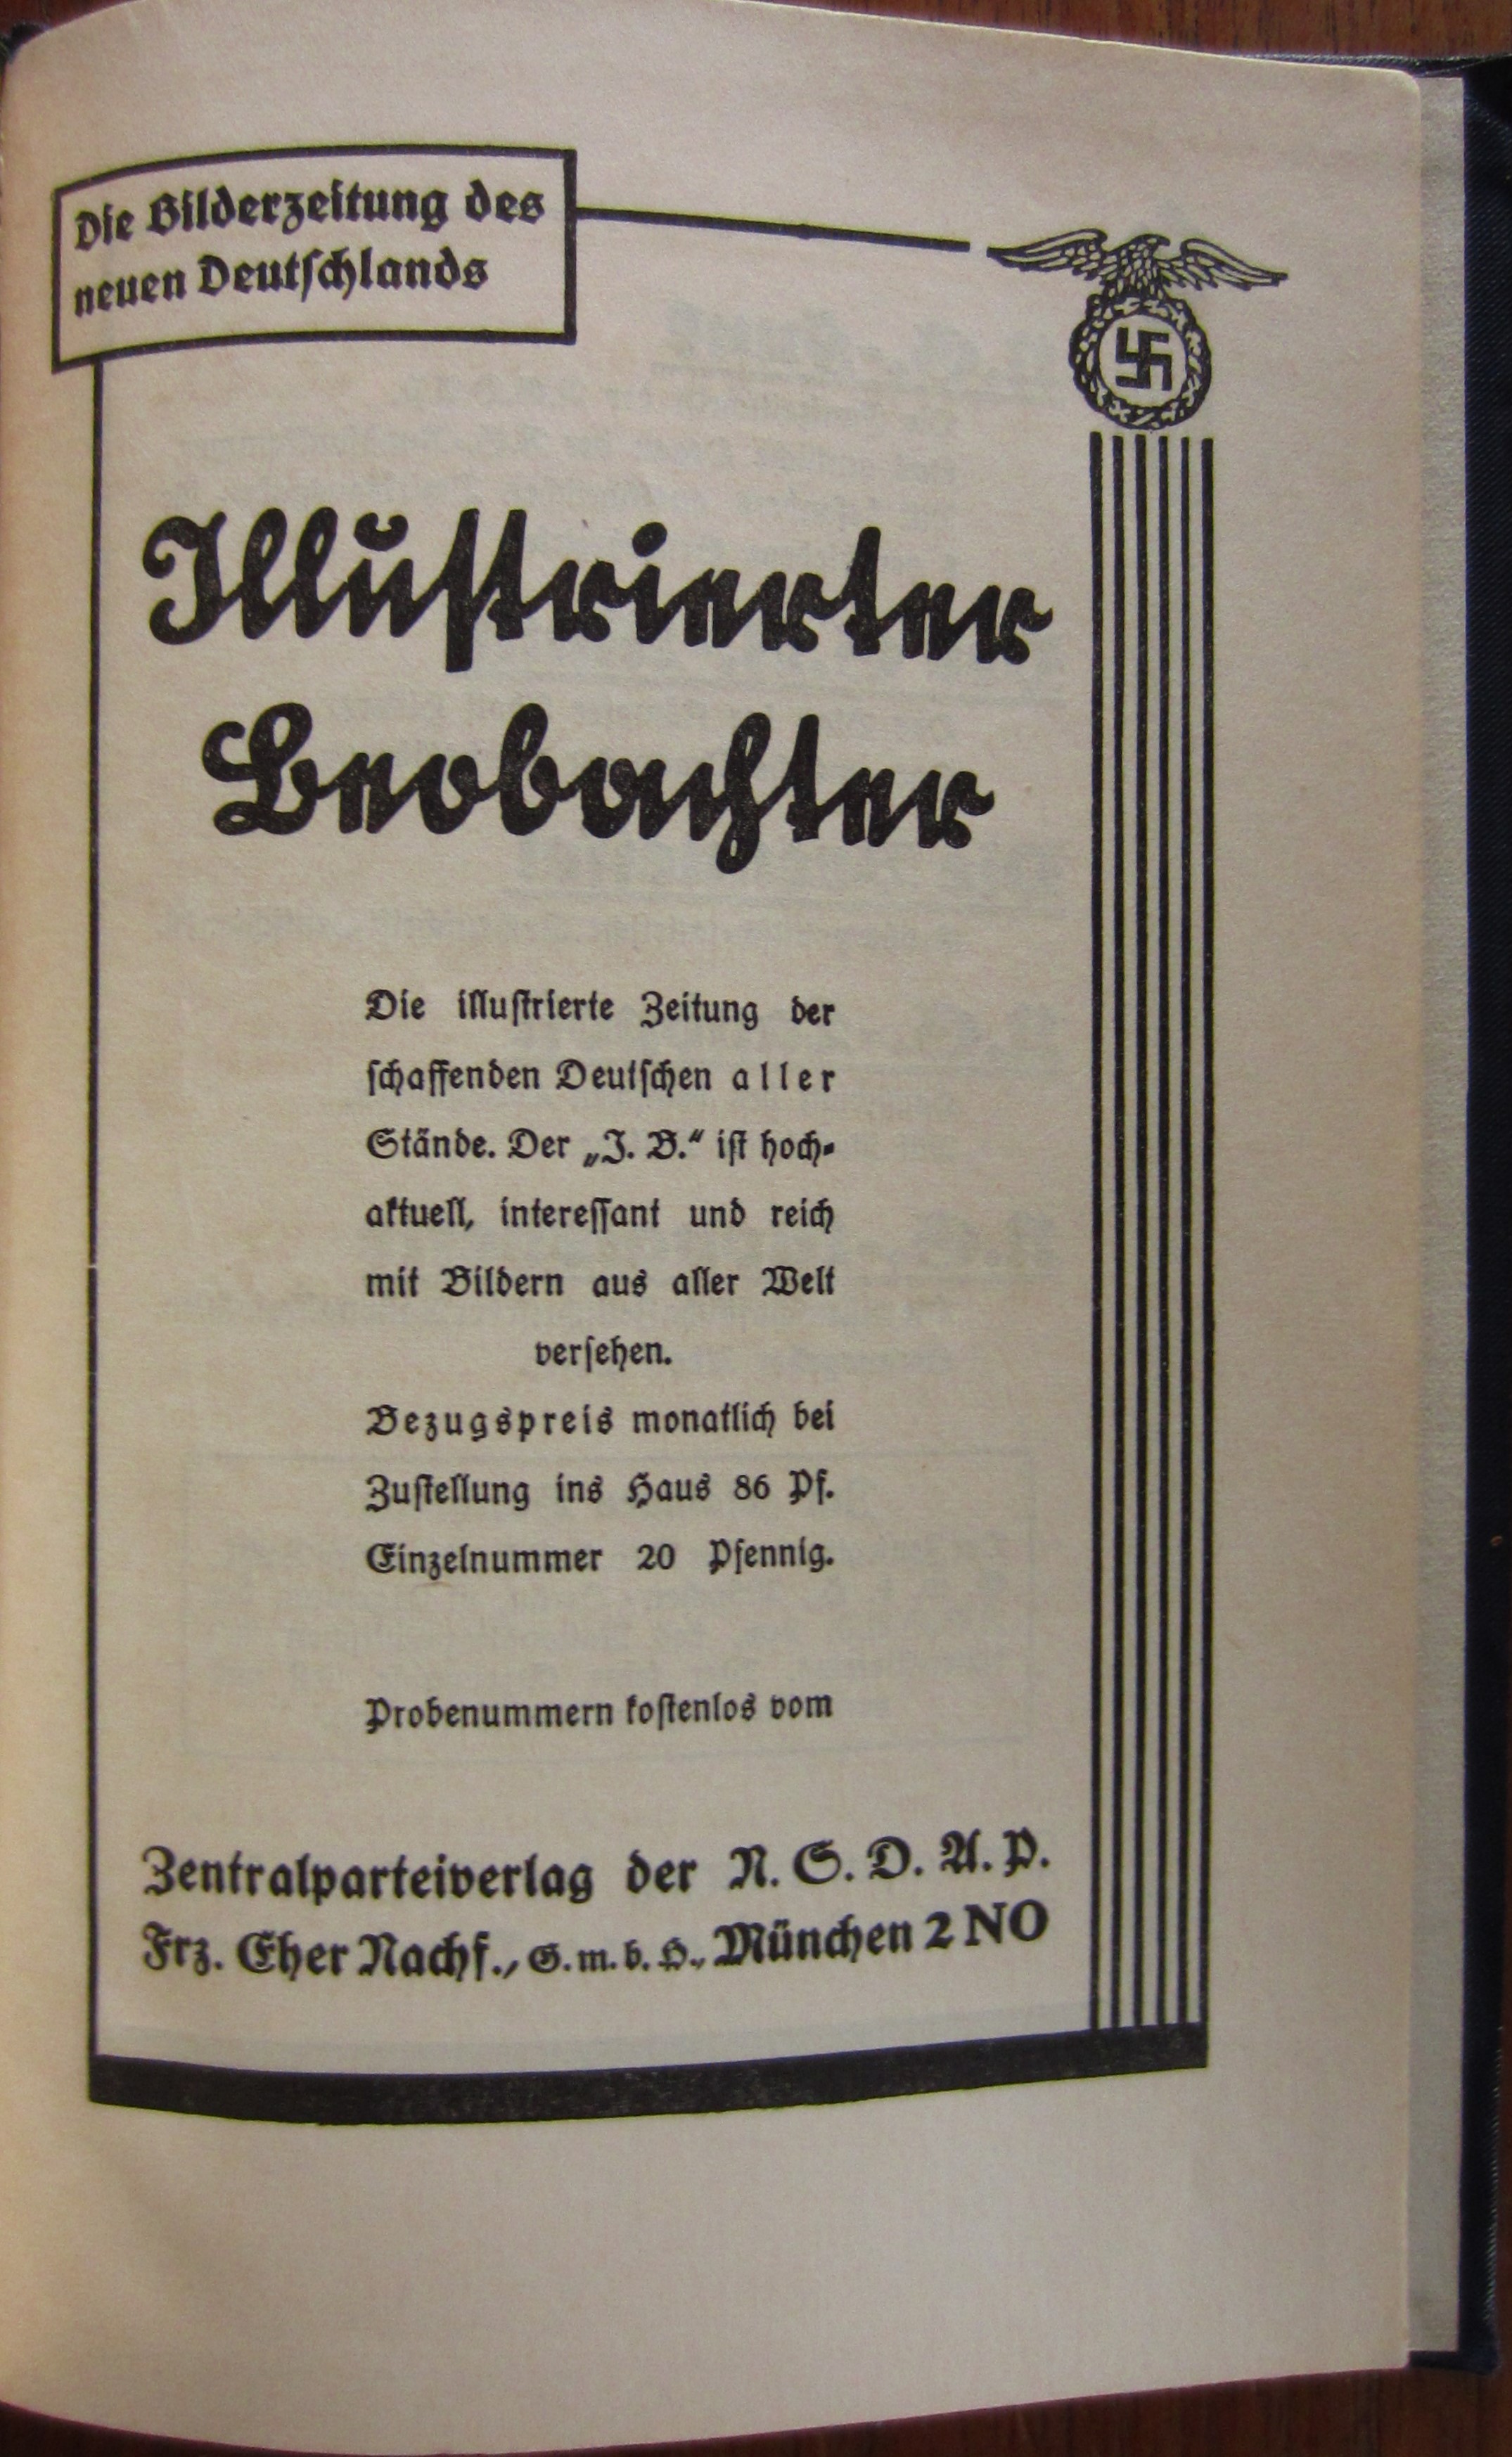 Die Bilderzeitung des
neuen Deutſchlands
Illuſtrierter
Beobachter
Die illuſtrierte Zeitung der
ſchaffenden Deutſchen aller
Stände. Der „J. B.“ iſt hoch-
aktuell, intereſſant und reich
mit Bildern aus aller Welt
verſehen.
Bezugspreis monatlich bei
Zuſtellung ins Haus 86 Pf.
Einzelnummer 20 Pfennig.
Probenummern koſtenlos vom
Zentralparteiverlag der N. S. D. A. P.
Frz. Eher Nachf., G. m. b. H., München 2 NO